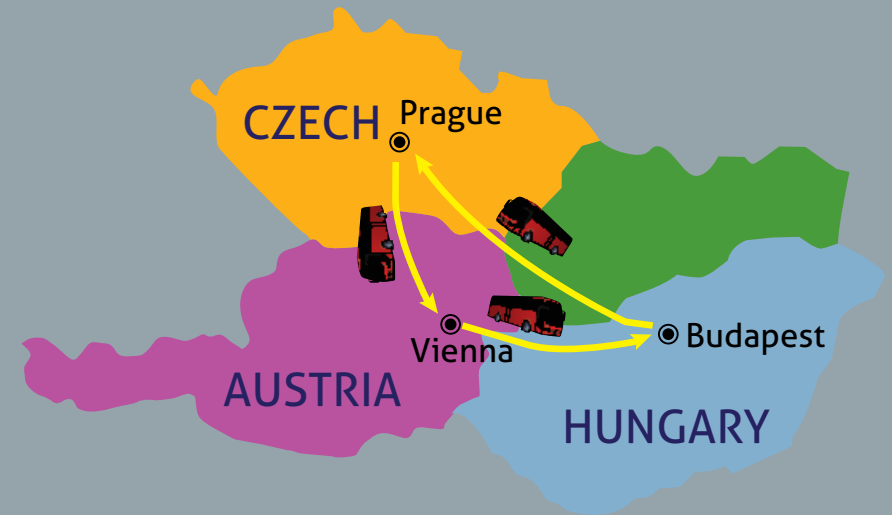 CZECH
Prague
Vienna
Budapest
AUSTRIA
HUNGARY